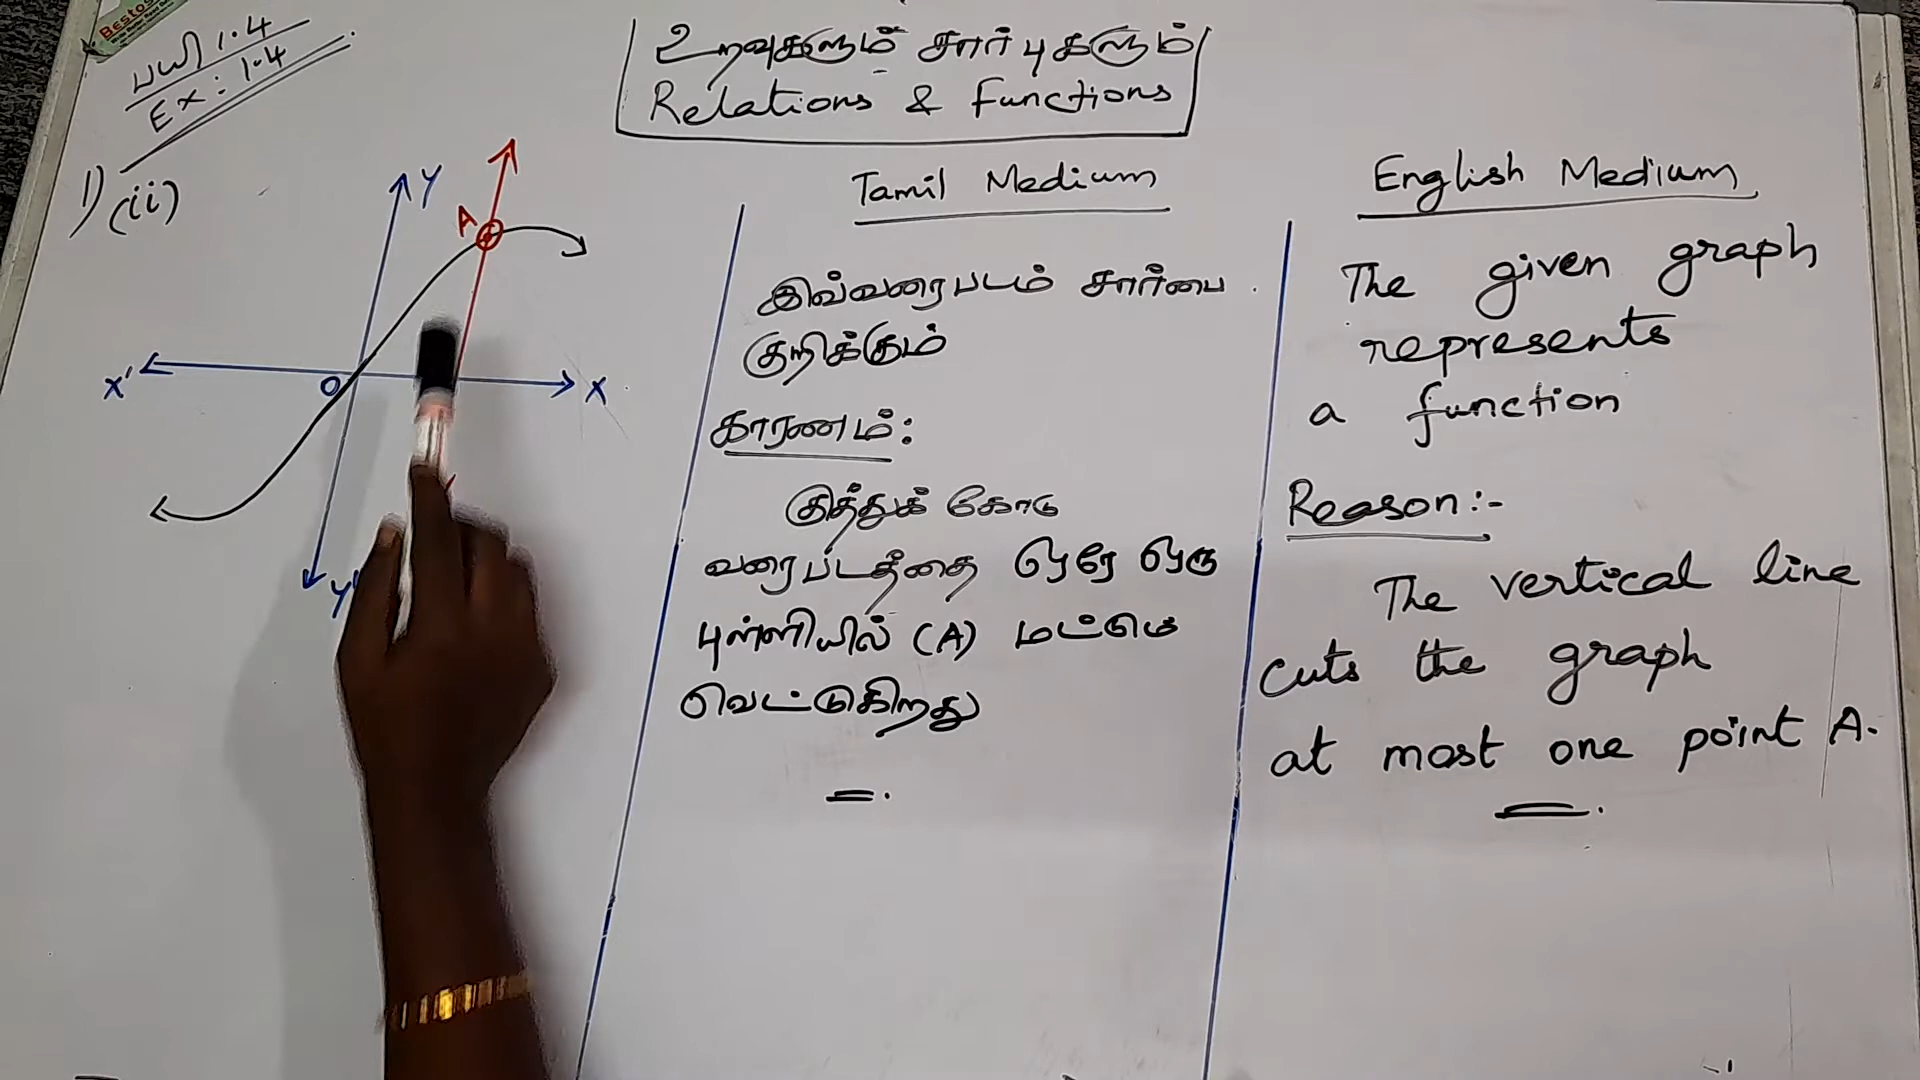 Bestos
பயி 1.4
Ex: 1.4
உறவுகளும் சார்புகளும்
Relations & functions
1) (ii)
Y
A
X'
O
X
Y'
Tamil Medium
இவ்வரைபடம் சார்பை
குறிக்கும்
காரணம்:
குத்துக் கோடு
வரைப்படத்தை ஒரே ஒரு
புள்ளியில் (A) மட்டுமே
வெட்டுகிறது
English Medium
The given graph
represents
a function
Reason:-
The vertical line
cuts the graph
at most one point A.